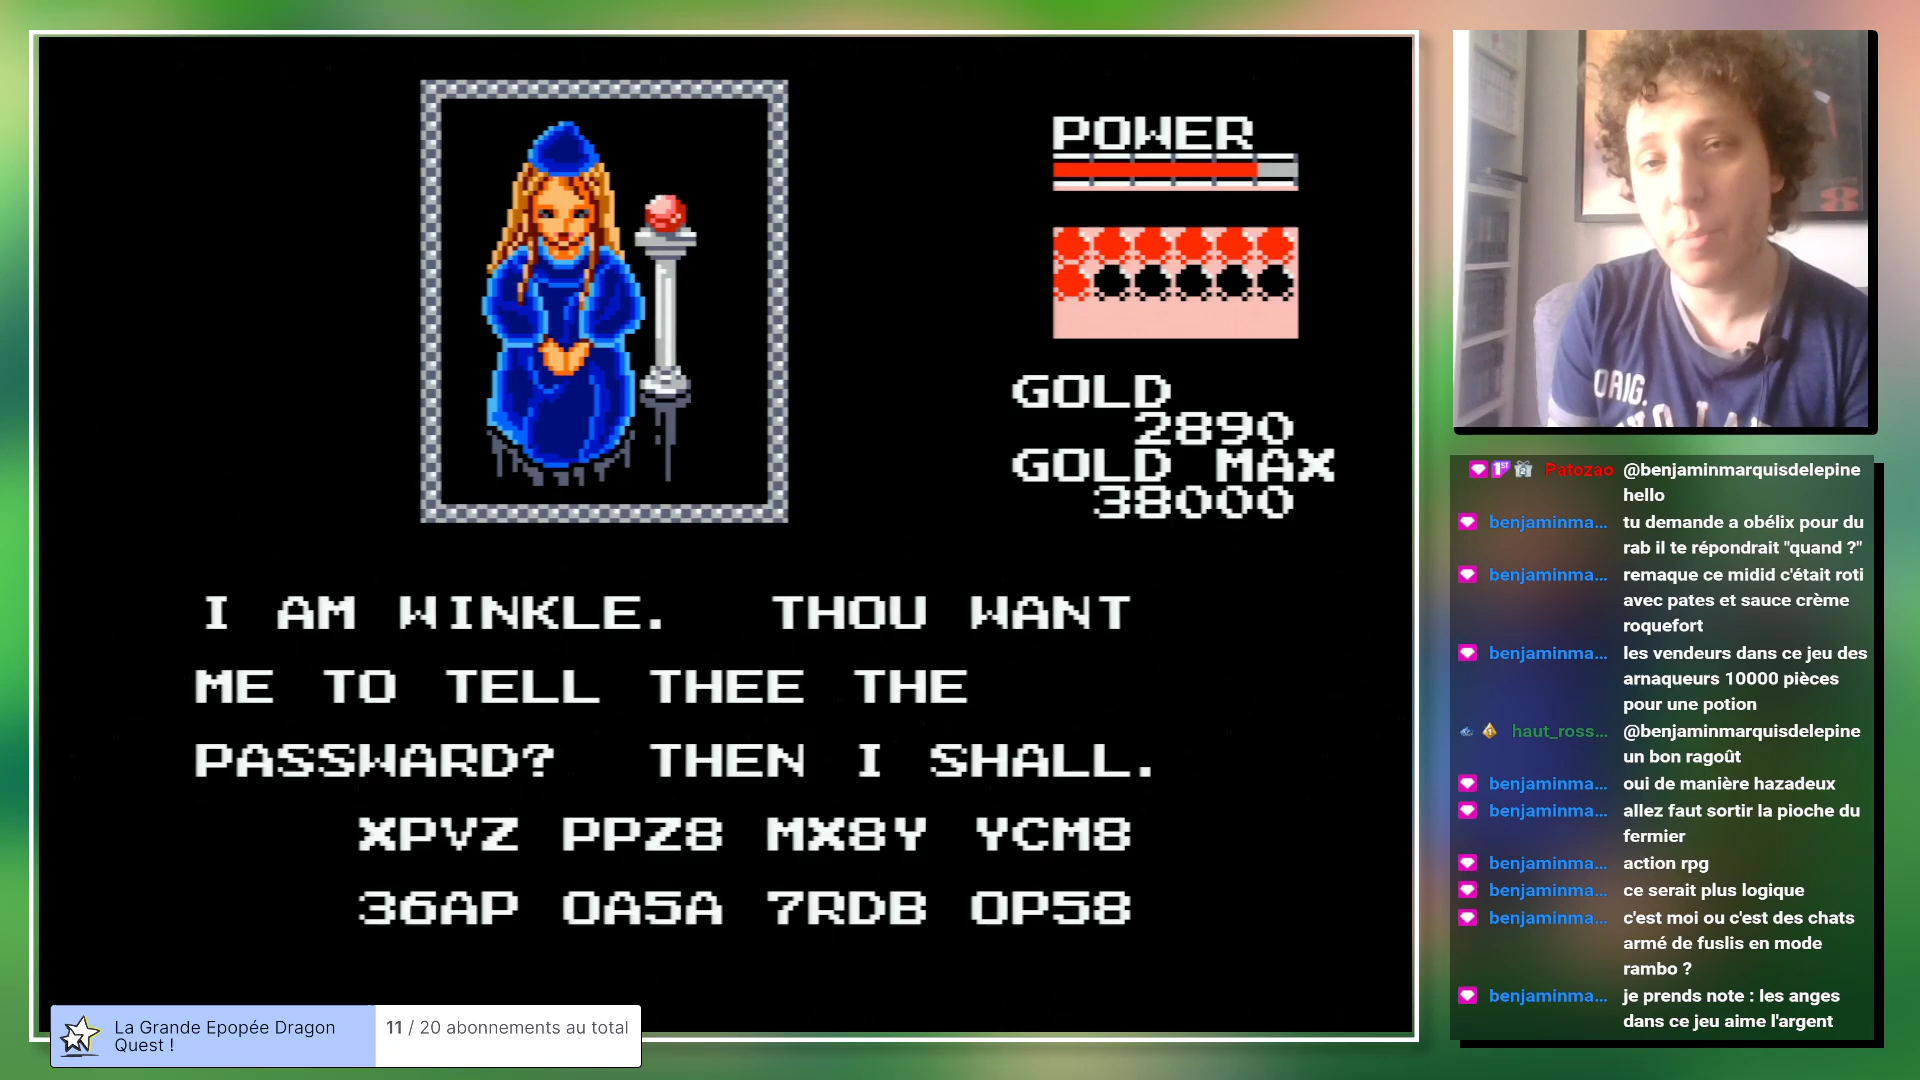 POWER
GOLD
2890
GOLD MAX
38000
I AM WINKLE. THOU WANT
ME TO TELL THEE THE
PASSWARD? THEN I SHALL.
XPVZ PPZ8 MX8Y YCM8
36AP OA5A 7RDB OP58
La Grande Epopée Dragon
Quest !
11 / 20 abonnements au total
ORIG.
Patozao @benjaminmarquisdelepine
hello
benjaminma... tu demande a obélix pour du
rab il te répondrait "quand ?"
benjaminma... remaque ce midid c'était roti
avec pates et sauce crème
roquefort
benjaminma... les vendeurs dans ce jeu des
arnaqueurs 10000 pièces
pour une potion
haut_ross... @benjaminmarquisdelepine
un bon ragoût
benjaminma... oui de manière hazadeux
benjaminma... allez faut sortir la pioche du
fermier
benjaminma... action rpg
benjaminma... ce serait plus logique
benjaminma... c'est moi ou c'est des chats
armé de fuslis en mode
rambo ?
benjaminma... je prends note : les anges
dans ce jeu aime l'argent